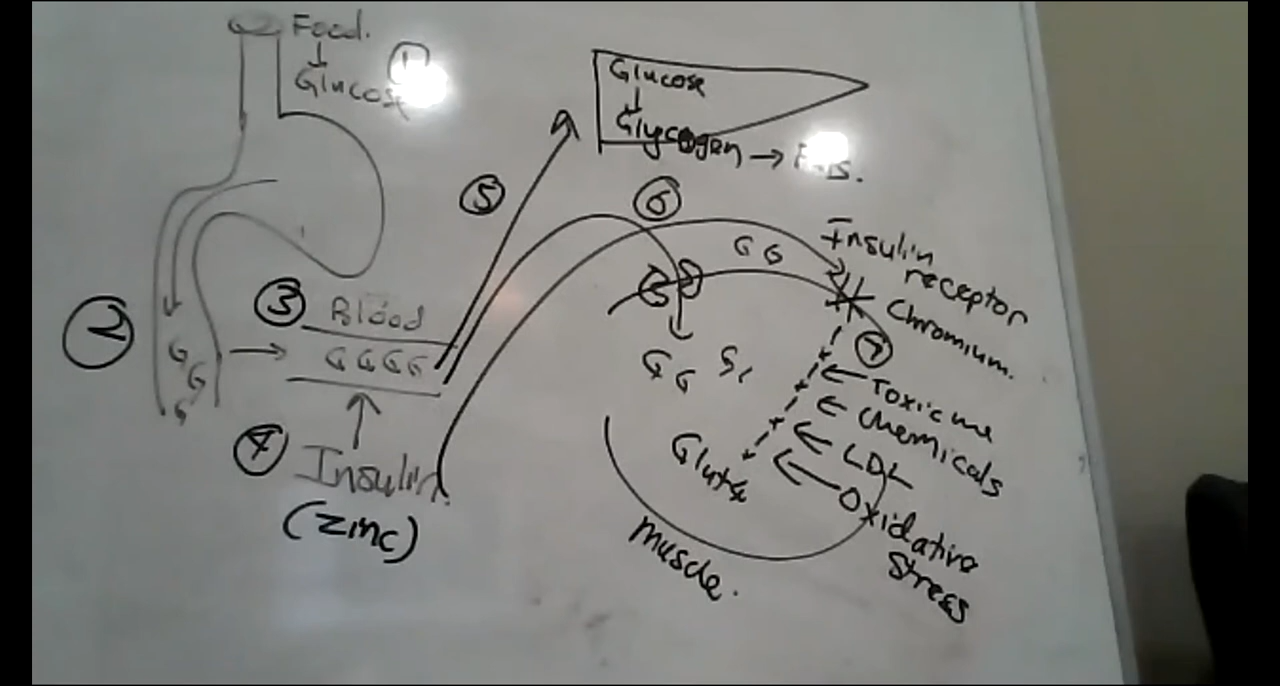 Food.
↓
Glucose
1
Glucose
↓
Glycogen →
5
6
2
3
Blood
G G G G
G
G
G
4
Insulin
(Zinc)
G G
Insulin
receptor
Chromium.
7
G G
Toxic me
Chemicals
LDL
Oxidative
Stress
Glut4
Muscle.